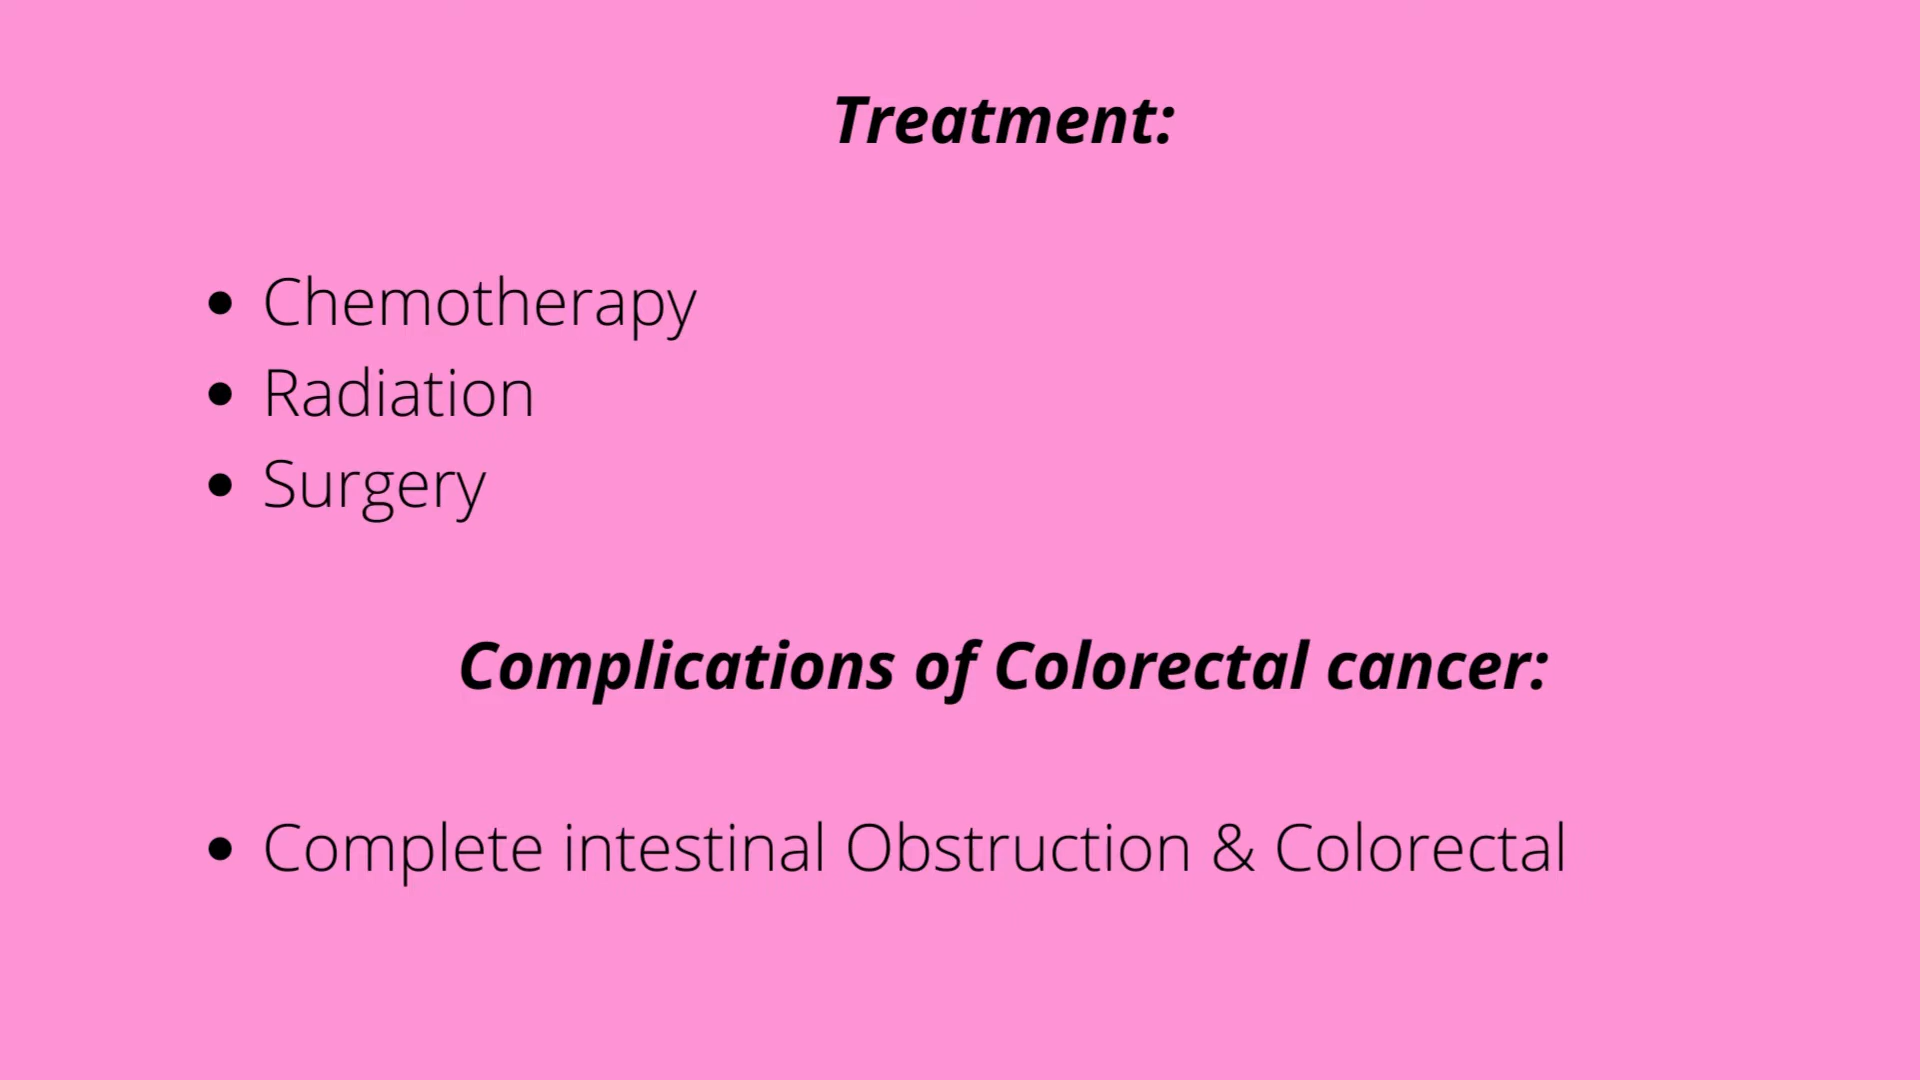 Treatment:
• Chemotherapy
• Radiation
• Surgery
Complications of Colorectal cancer:
• Complete intestinal Obstruction & Colorectal